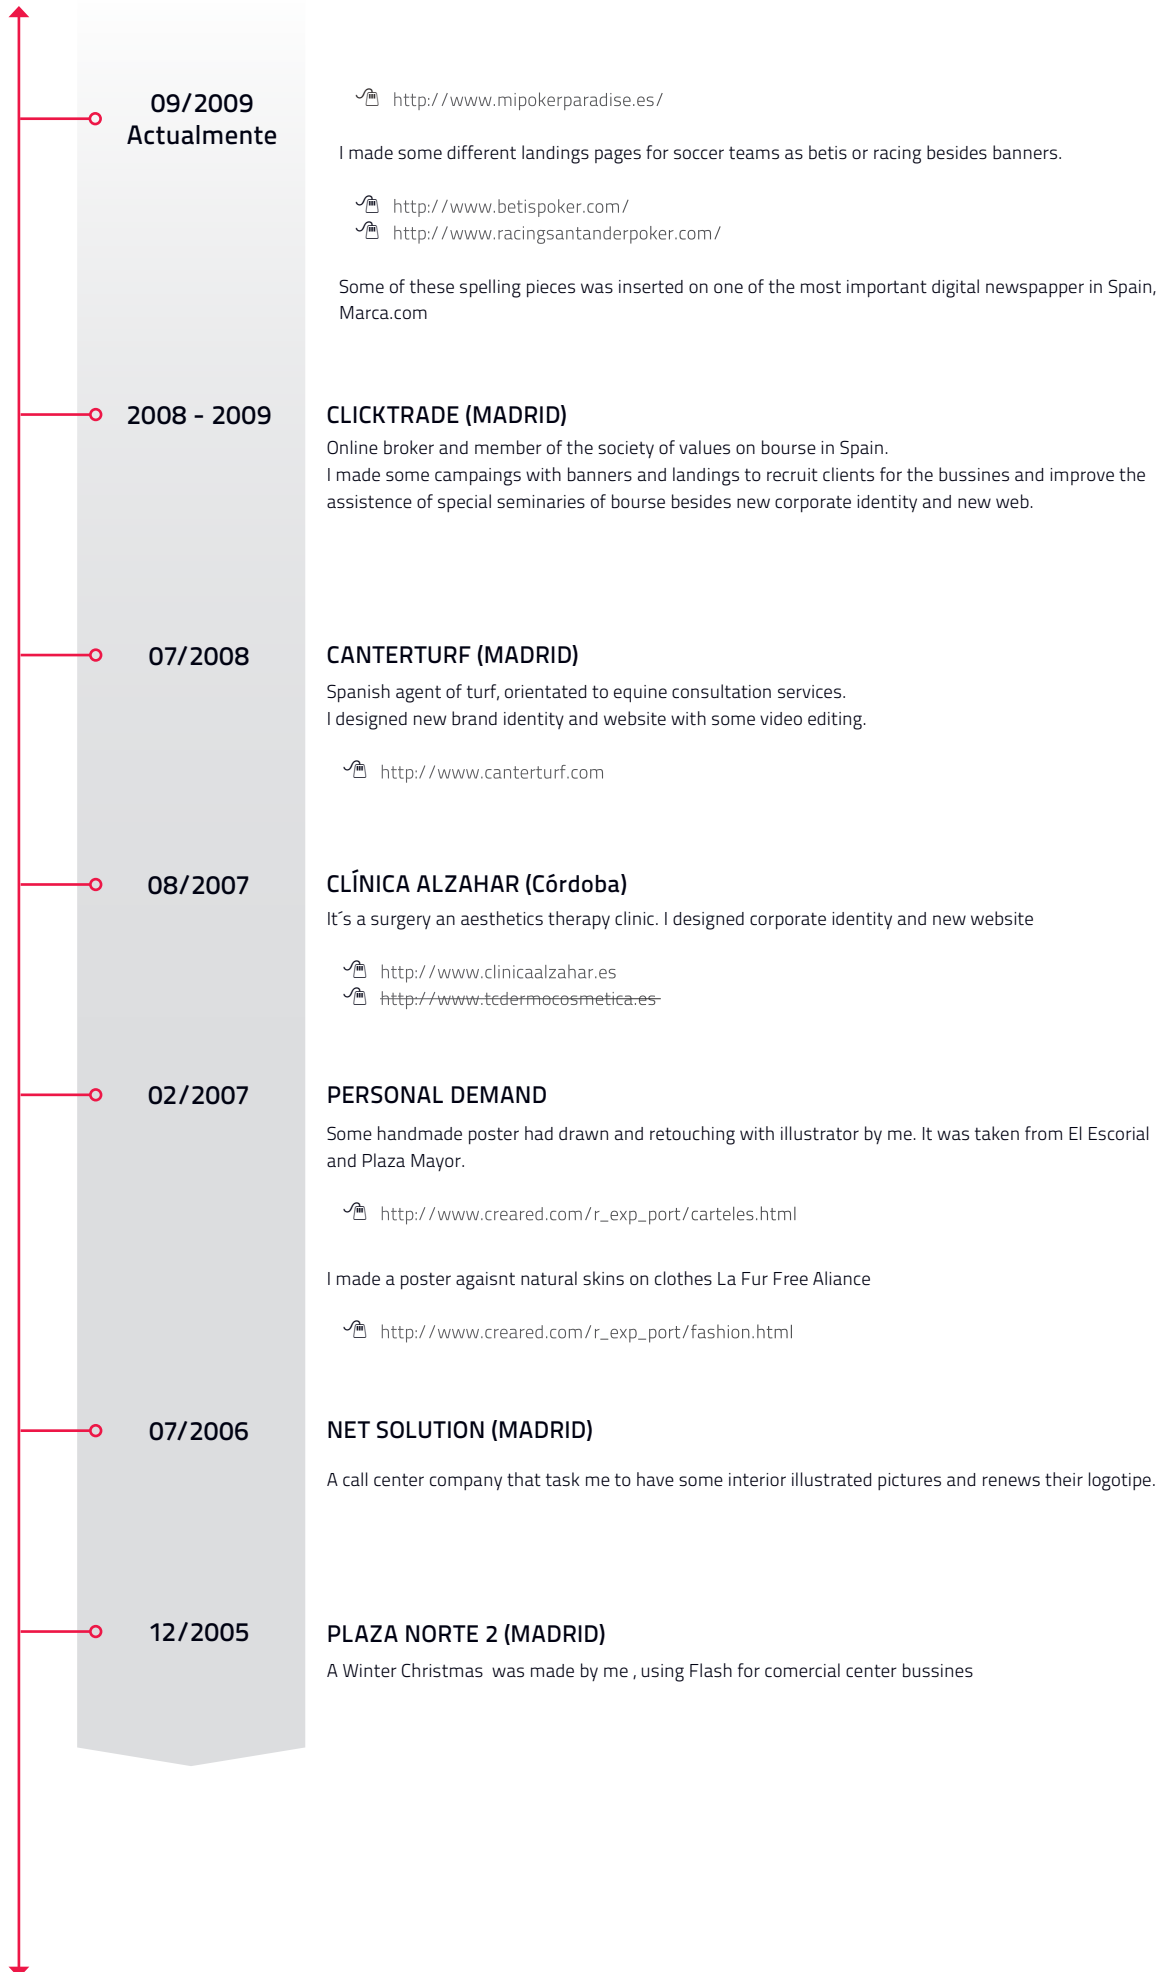 09/2009
Actualmente
http://www.mipokerparadise.es/
I made some different landings pages for soccer teams as betis or racing besides banners.
http://www.betispoker.com/
http://www.racingsantanderpoker.com/
Some of these spelling pieces was inserted on one of the most important digital newspapper in Spain,
Marca.com
2008 - 2009
CLICKTRADE (MADRID)
Online broker and member of the society of values on bourse in Spain.
I made some campaings with banners and landings to recruit clients for the bussines and improve the
assistence of special seminaries of bourse besides new corporate identity and new web.
07/2008
CANTERTURF (MADRID)
Spanish agent of turf, orientated to equine consultation services.
I designed new brand identity and website with some video editing.
http://www.canterturf.com
08/2007
CLÍNICA ALZAHAR (Córdoba)
It´s a surgery an aesthetics therapy clinic. I designed corporate identity and new website
http://www.clinicaalzahar.es
http://www.tcdermocosmetica.es
02/2007
PERSONAL DEMAND
Some handmade poster had drawn and retouching with illustrator by me. It was taken from El Escorial
and Plaza Mayor.
http://www.creared.com/r_exp_port/carteles.html
I made a poster agaisnt natural skins on clothes La Fur Free Aliance
http://www.creared.com/r_exp_port/fashion.html
07/2006
NET SOLUTION (MADRID)
A call center company that task me to have some interior illustrated pictures and renews their logotipe.
12/2005
PLAZA NORTE 2 (MADRID)
A Winter Christmas  was made by me , using Flash for comercial center bussines